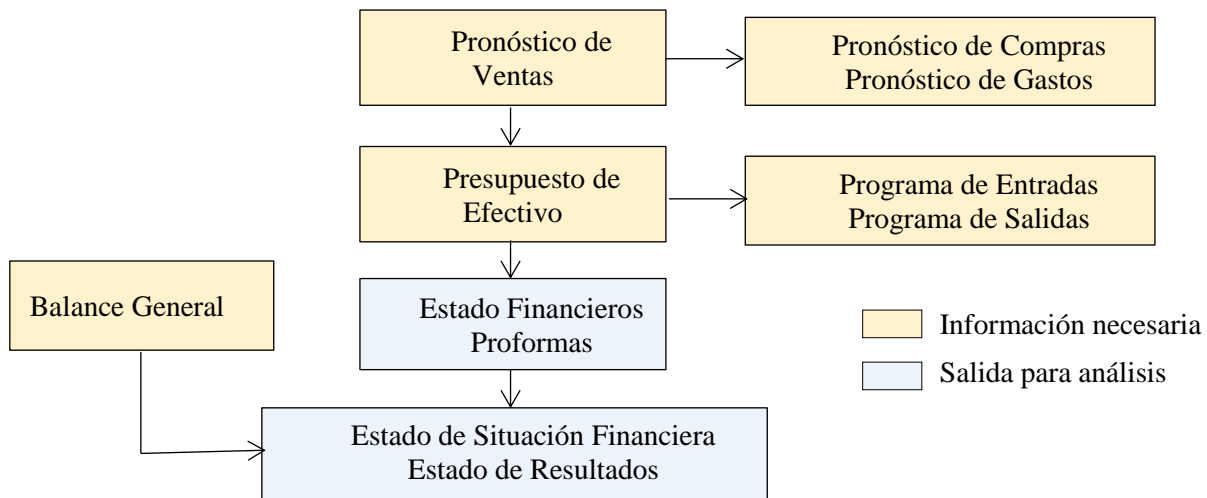 Pronóstico de
Ventas
Pronóstico de Compras
Pronóstico de Gastos
Presupuesto de
Efectivo
Programa de Entradas
Programa de Salidas
Balance General
Estado Financieros
Proformas
Información necesaria
Salida para análisis
Estado de Situación Financiera
Estado de Resultados